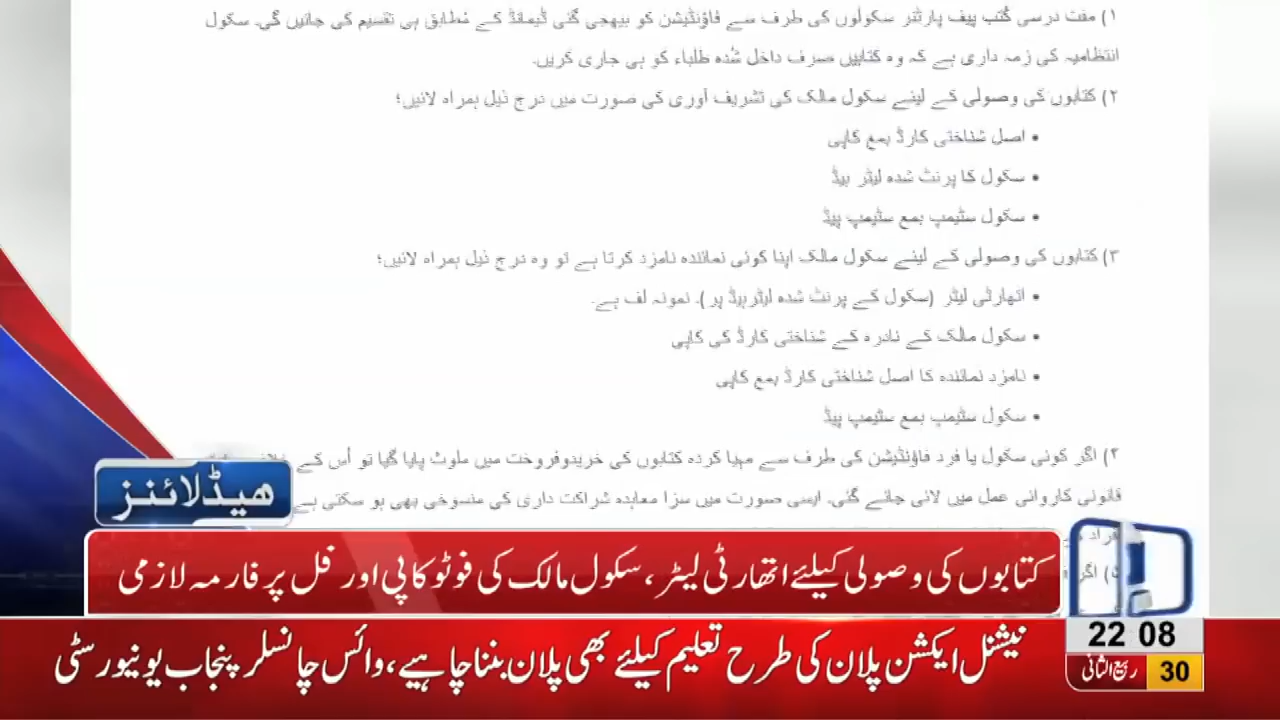 ۱) مفت درسی کُتب پیف پارٹنر سکولوں کی طرف سے فاؤنڈیشن کو بھیجی گئی ڈیمانڈ کے مُطابق ہی تقسیم کی جائیں گی۔ سکول
انتظامیہ کی زمہ داری ہے کہ وہ کتابیں صرف داخل شُدہ طلباء کو ہی جاری کریں۔
۲) کتابوں کی وصولی کے لیئے سکول مالک کی تشریف آوری کی صورت میں درج ذیل ہمراہ لائیں؛
• اصل شناختی کارڈ بمع کاپی
• سکول کا پرنٹ شدہ لیٹر ہیڈ
• سکول سٹیمپ بمع سٹیمپ پیڈ
۳) کتابوں کی وصولی کے لیئے سکول مالک اپنا کوئی نمائندہ نامزد کرتا ہے تو وہ درج ذیل ہمراہ لائیں؛
• اتھارٹی لیٹر (سکول کے پرنٹ شدہ لیٹرہیڈ پر)۔ نمونہ لف ہے۔
• سکول مالک کے نادرہ کے شناختی کارڈ کی کاپی
• نامزد نمائندہ کا اصل شناختی کارڈ بمع کاپی
• سکول سٹیمپ بمع سٹیمپ پیڈ
۴) اگر کوئی سکول یا فرد فاؤنڈیشن کی طرف سے مہیا کردہ کتابوں کی خریدوفروخت میں ملوث پایا گیا تو اُس کے
قانونی کاروائی عمل میں لائی جائے گئی۔ ایسی صورت میں سزا معاہدہ شراکت داری کی منسوخی بھی ہو سکتی ہے
۵) اگر
ہیڈلائنز
کتابوں کی وصولی کیلئے اتھارٹی لیٹر، سکول مالک کی فوٹو کاپی اور فل پر فارمہ لازمی
نیشنل ایکشن پلان کی طرح تعلیم کیلئے بھی پلان بننا چاہیے، وائس چانسلر پنجاب یونیورسٹی
22 08
30 ربیع الثانی